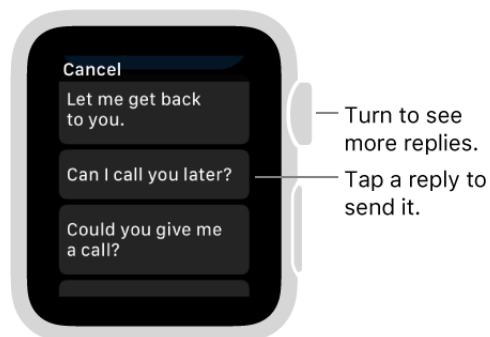 Cancel
Let me get back
to you.
Can I call you later?
Could you give me
a call?
Turn to see
more replies.
Tap a reply to
send it.